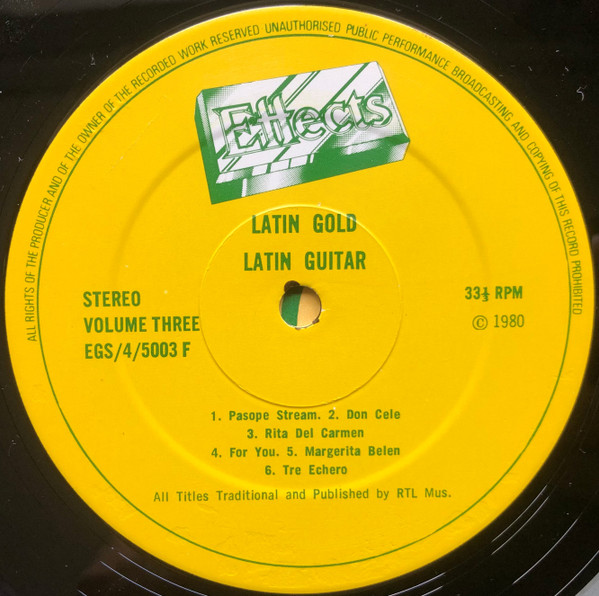 ALL RIGHTS OF THE PRODUCER AND OF THE OWNER OF THE RECORDED WORK RESERVED UNAUTHORISED PUBLIC PERFORMANCE BROADCASTING AND COPYING OF THIS RECORD PROHIBITED
Effects
LATIN GOLD
LATIN GUITAR
STEREO
VOLUME THREE
EGS/4/5003 F
33⅓ RPM
© 1980
1. Pasope Stream. 2. Don Cele
3. Rita Del Carmen
4. For You. 5. Margerita Belen
6. Tre Echero
All Titles Traditional and Published by RTL Mus.